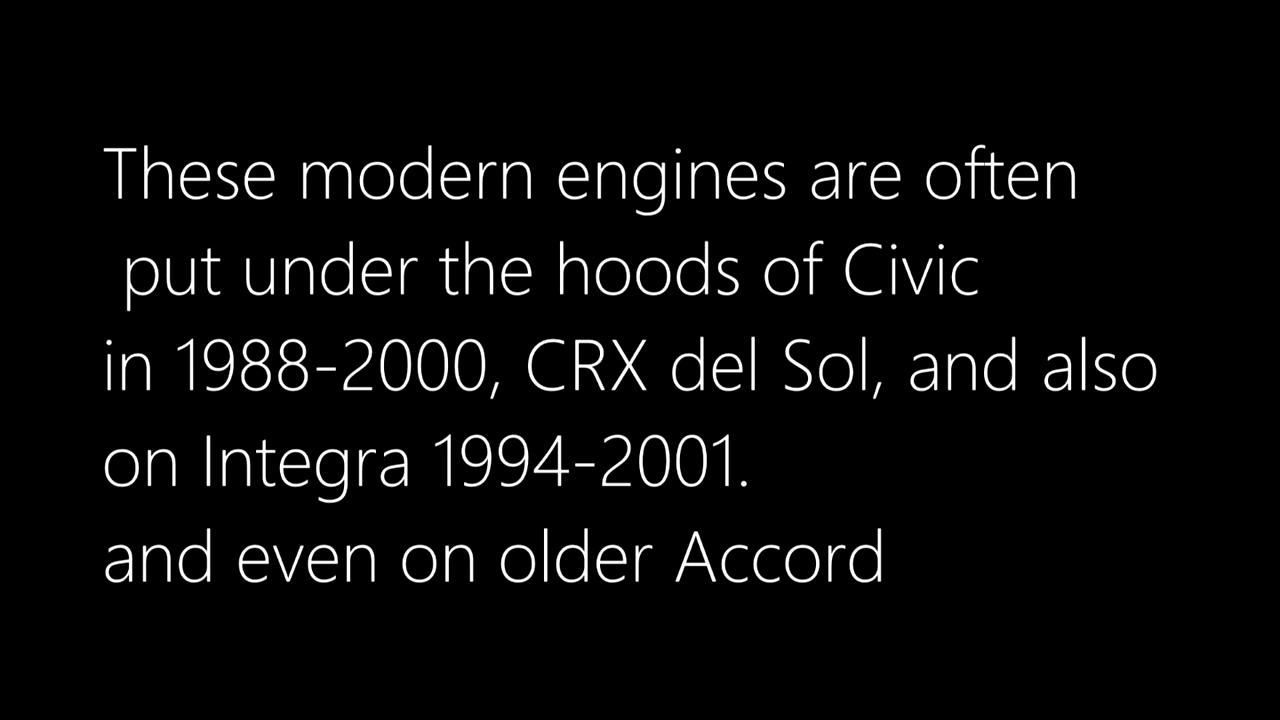 These modern engines are often
put under the hoods of Civic
in 1988-2000, CRX del Sol, and also
on Integra 1994-2001.
and even on older Accord